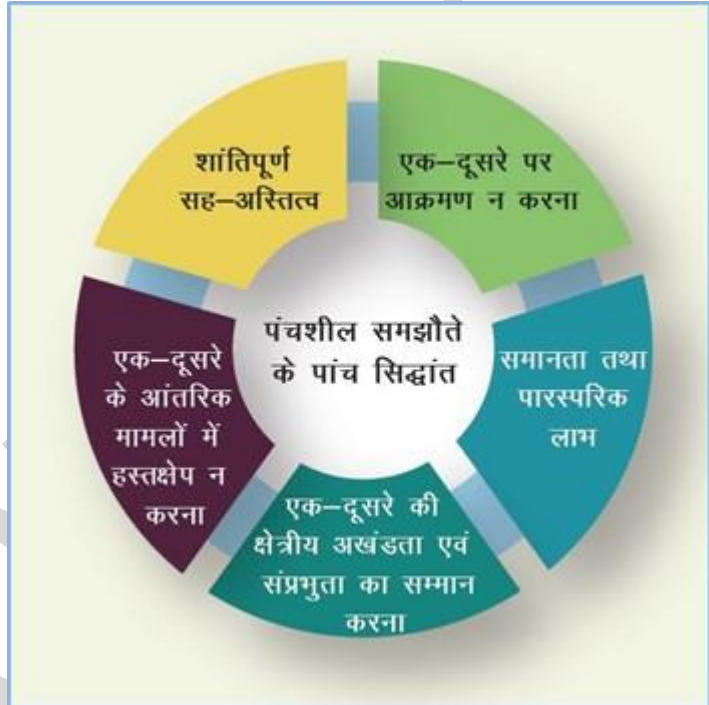 शांतिपूर्ण
सह–अस्तित्व
एक–दूसरे पर
आक्रमण न करना
समानता तथा
पारस्परिक
लाभ
एक–दूसरे की
क्षेत्रीय अखंडता एवं
संप्रभुता का सम्मान
करना
एक–दूसरे
के आंतरिक
मामलों में
हस्तक्षेप न
करना
पंचशील समझौते
के पांच सिद्धांत